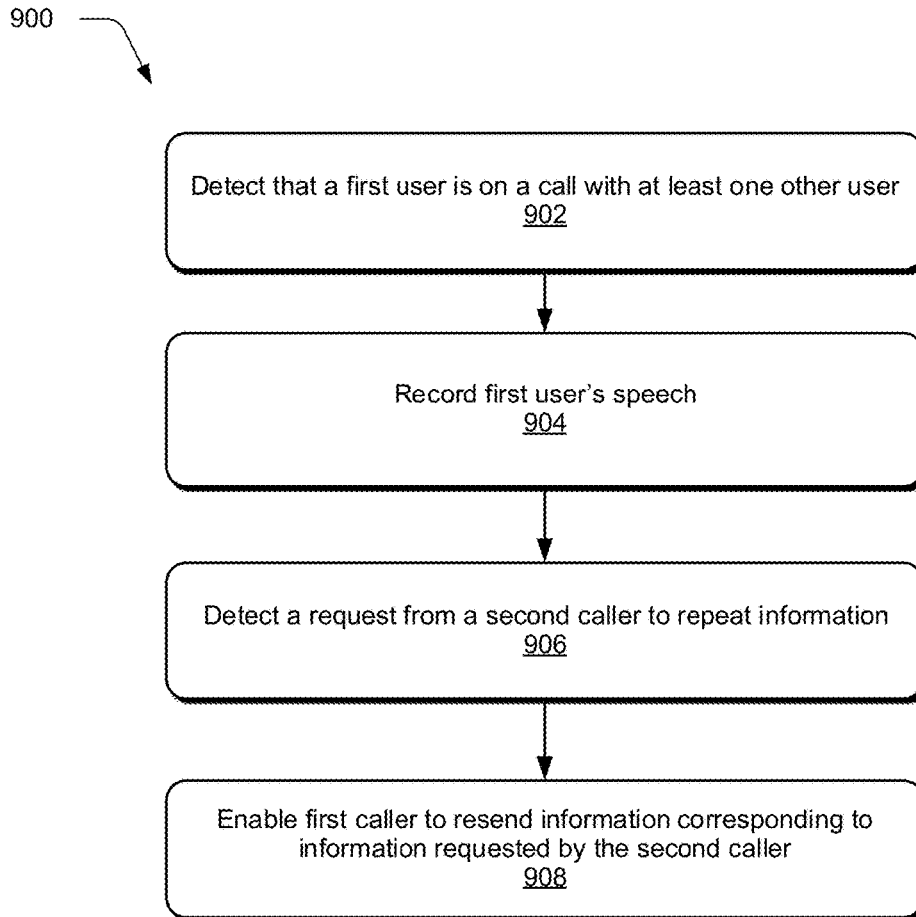 900
Detect that a first user is on a call with at least one other user
902
Record first user's speech
904
Detect a request from a second caller to repeat information
906
Enable first caller to resend information corresponding to
information requested by the second caller
908